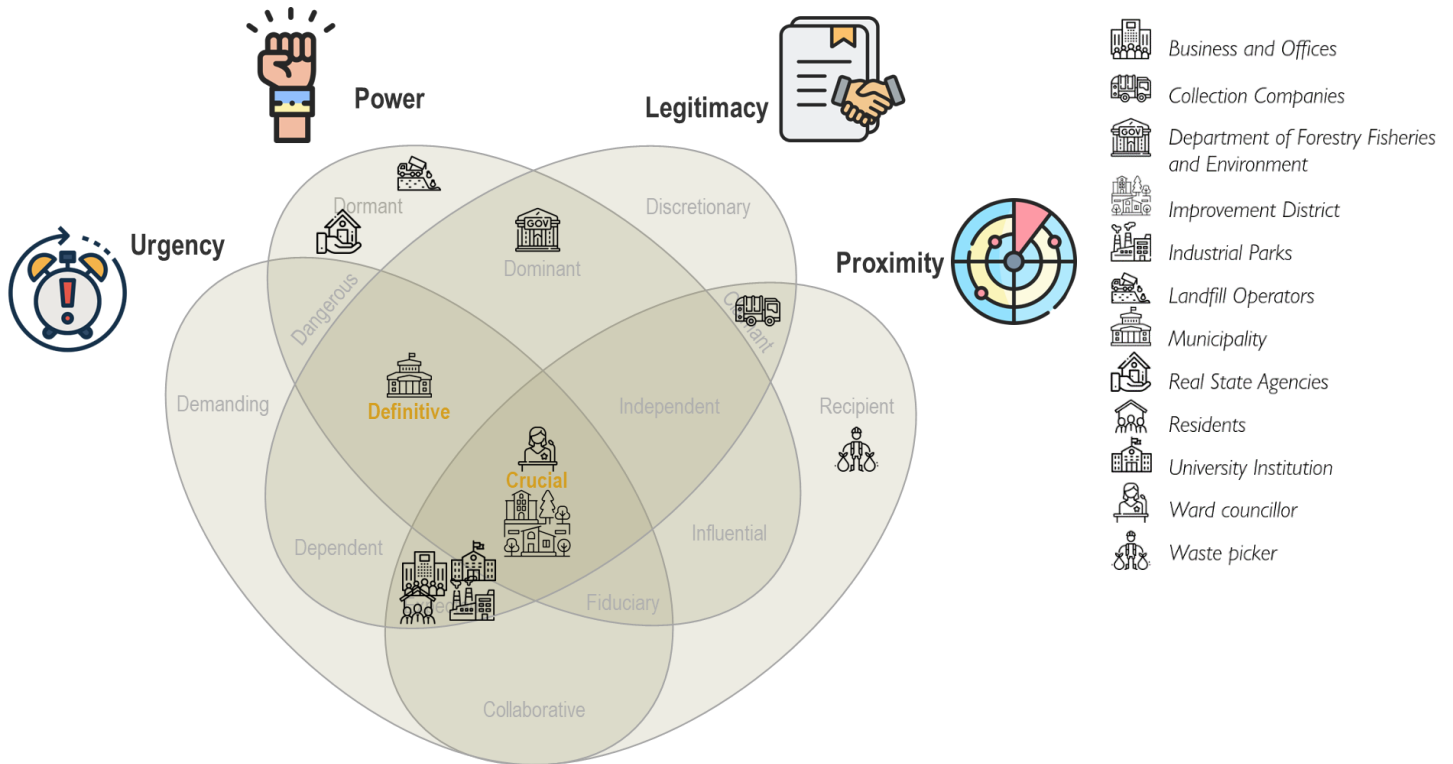 Power
Legitimacy
Urgency
Proximity
Dormant
Discretionary
GOV
Dominant
Dangerous
Demanding
Definitive
Independent
Recipient
Crucial
Dependent
Influential
Fiduciary
Collaborative
Business and Offices
Collection Companies
GOV
Department of Forestry Fisheries
and Environment
Improvement District
Industrial Parks
Landfill Operators
Municipality
Real State Agencies
Residents
University Institution
Ward councillor
Waste picker